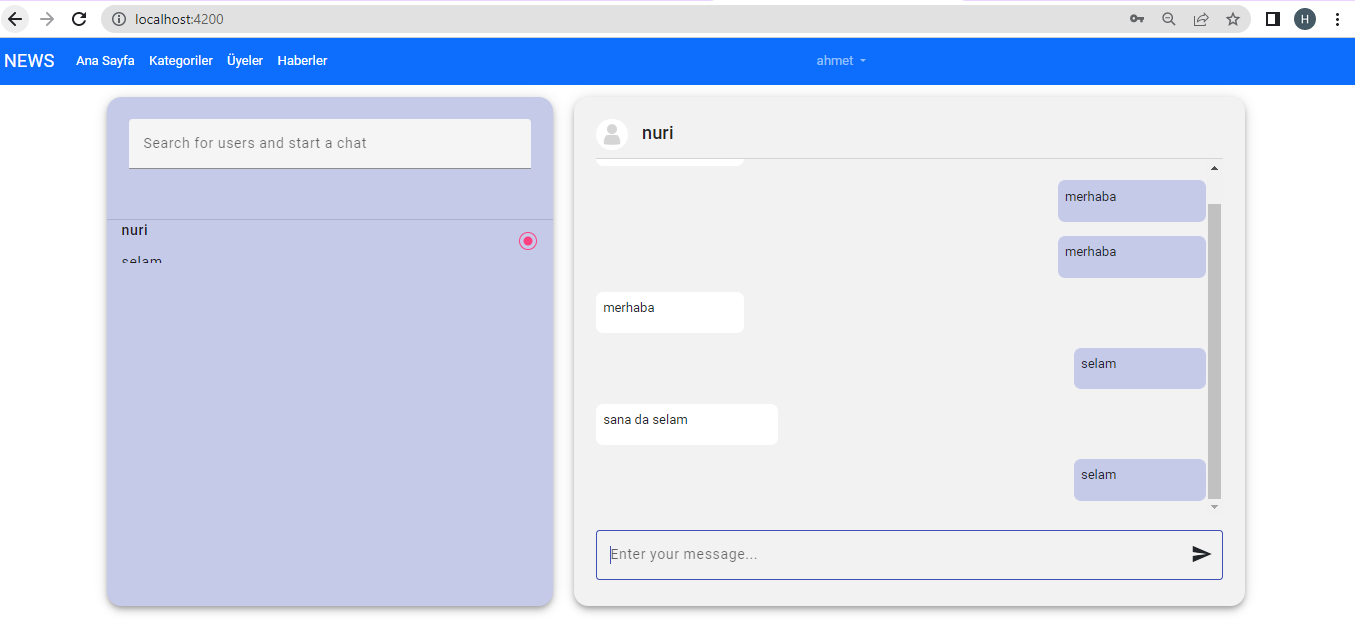 localhost:4200
H
NEWS Ana Sayfa Kategoriler Üyeler Haberler ahmet
Search for users and start a chat
nuri
selam
nuri
merhaba
merhaba
merhaba
selam
sana da selam
selam
Enter your message...